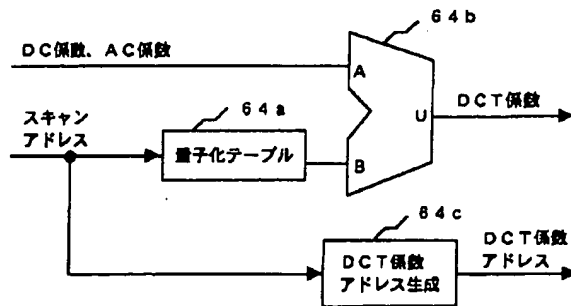 64b
DC係数、AC係数
A
DCT係数
U
スキャン
アドレス
64a
量子化テーブル
B
64c
DCT係数
アドレス生成
DCT係数
アドレス